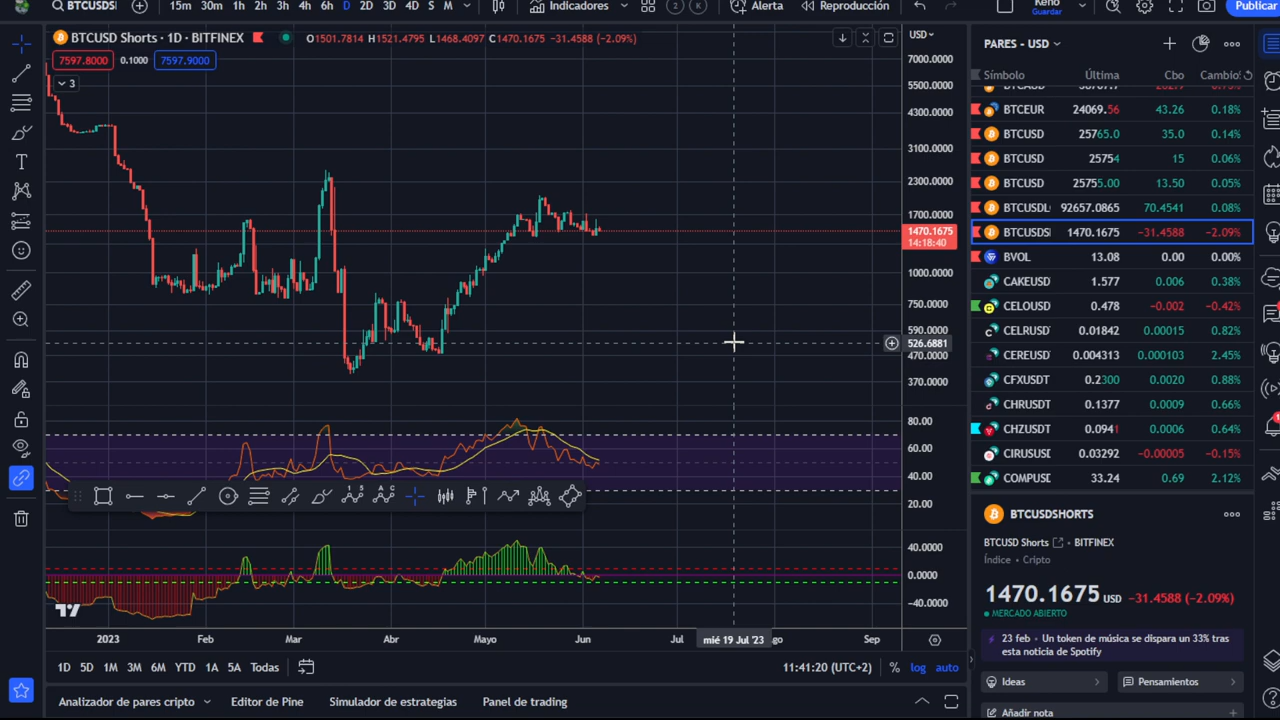 BTCUSDS
15m 30m 1h 2h 3h 4h 6h D 2D 3D 4D S M
Indicadores
Alerta
Reproducción
Keno
Guardar
Publicar
BTCUSD Shorts · 1D · BITFINEX
O1501.7814 H1521.4795 L1468.4097 C1470.1675 −31.4588 (−2.09%)
7597.8000 0.1000 7597.9000
3
USD
7000.0000
5500.0000
4300.0000
3100.0000
2300.0000
1700.0000
1470.1675
14:18:40
1000.0000
750.0000
590.0000
526.6881
470.0000
370.0000
80.00
60.00
40.00
20.00
40.0000
0.0000
−40.0000
2023 Feb Mar Abr Mayo Jun Jul mié 19 Jul '23 go Sep
1D 5D 1M 3M 6M YTD 1A 5A Todas
11:41:20 (UTC+2) % log auto
Analizador de pares cripto Editor de Pine Simulador de estrategias Panel de trading
PARES - USD
Símbolo Última Cbo Cambio
BTCEUR 24069.56 43.26 0.18%
BTCUSD 25765.0 35.0 0.14%
BTCUSD 25754 15 0.06%
BTCUSD 25755.00 13.50 0.05%
BTCUSDL 92657.0865 70.4541 0.08%
BTCUSDS 1470.1675 −31.4588 −2.09%
BVOL 13.08 0.00 0.00%
CAKEUSD 1.577 0.006 0.38%
CELOUSD 0.478 −0.002 −0.42%
CELRUSD 0.01842 0.00015 0.82%
CEREUSD 0.004313 0.000103 2.45%
CFXUSDT 0.2300 0.0020 0.88%
CHRUSDT 0.1377 0.0009 0.66%
CHZUSDT 0.0941 0.0006 0.64%
CIRUSUSD 0.03292 −0.00005 −0.15%
COMPUSD 33.24 0.69 2.12%
BTCUSDSHORTS
BTCUSD Shorts • BITFINEX
Índice • Cripto
1470.1675 USD −31.4588 (−2.09%)
MERCADO ABIERTO
23 feb • Un token de música se dispara un 33% tras
esta noticia de Spotify
Ideas
Pensamientos
Añadir nota